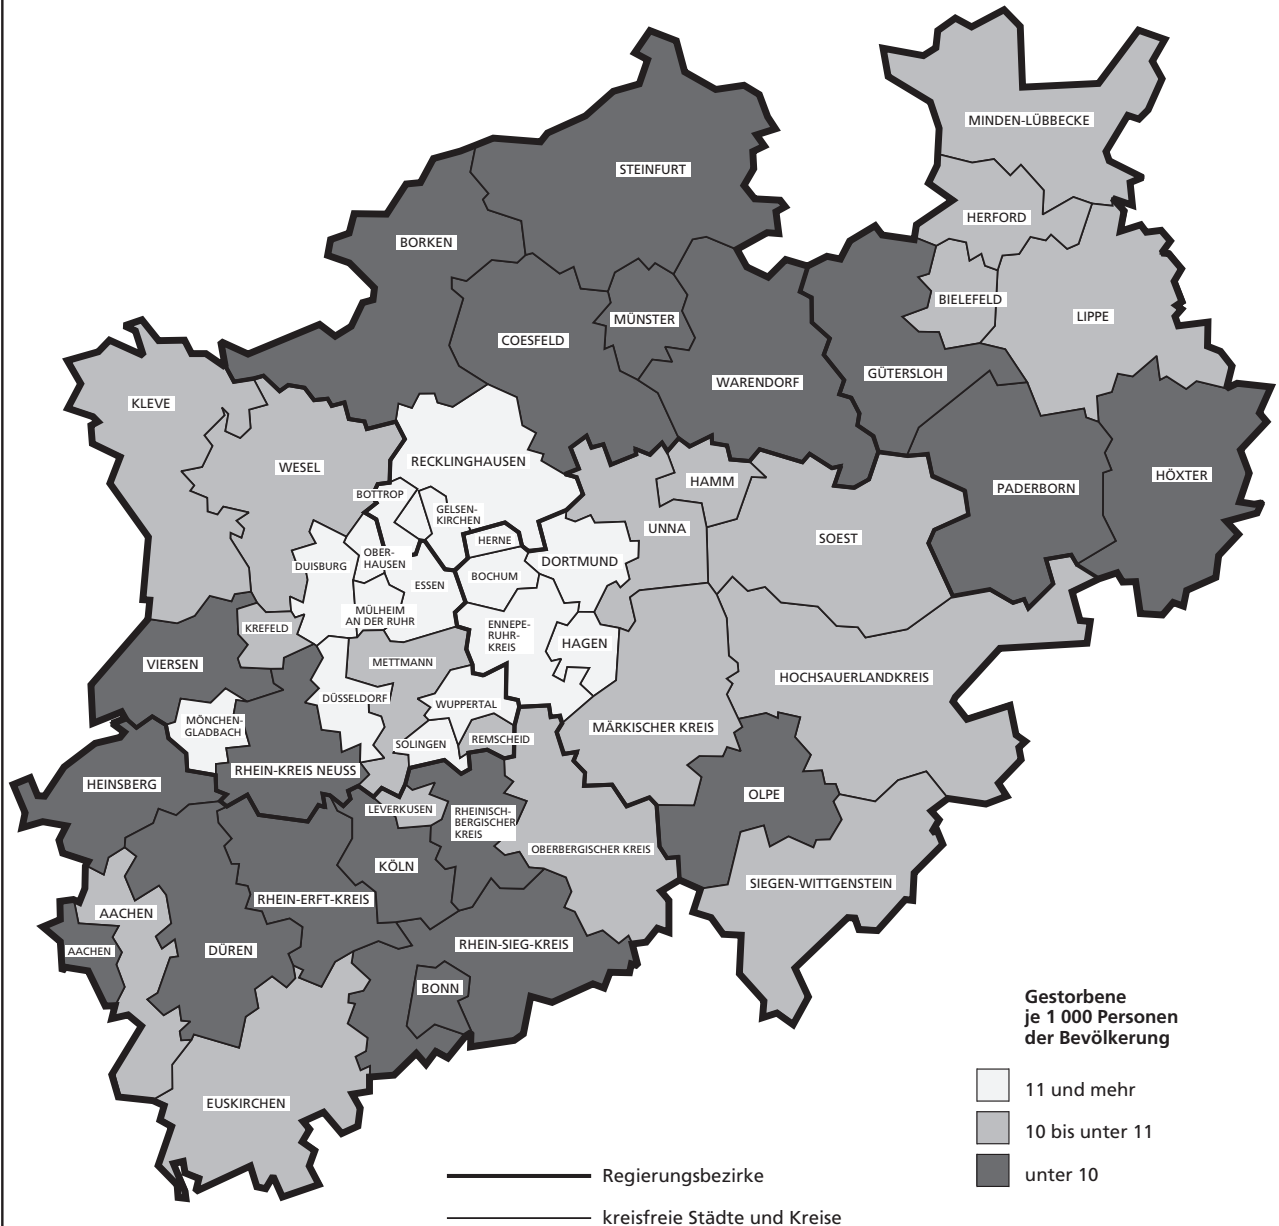 MINDEN-LÜBBECKE
STEINFURT
HERFORD
BORKEN
BIELEFELD
LIPPE
MÜNSTER
COESFELD
GÜTERSLOH
WARENDORF
KLEVE
RECKLINGHAUSEN
WESEL
HÖXTER
HAMM
PADERBORN
BOTTROP
GELSEN-
KIRCHEN
UNNA
SOEST
HERNE
OBER-
HAUSEN
DORTMUND
DUISBURG
BOCHUM
ESSEN
MÜLHEIM
AN DER RUHR
KREFELD
ENNEPE-
RUHR-
KREIS
HAGEN
VIERSEN
METTMANN
HOCHSAUERLANDKREIS
DÜSSELDORF
WUPPERTAL
MÖNCHEN-
GLADBACH
MÄRKISCHER KREIS
SOLINGEN
REMSCHEID
RHEIN-KREIS NEUSS
HEINSBERG
OLPE
LEVERKUSEN
RHEINISCH-
BERGISCHER
KREIS
OBERBERGISCHER KREIS
KÖLN
SIEGEN-WITTGENSTEIN
RHEIN-ERFT-KREIS
AACHEN
RHEIN-SIEG-KREIS
AACHEN
DÜREN
BONN
EUSKIRCHEN
Gestorbene
je 1 000 Personen
der Bevölkerung
11 und mehr
10 bis unter 11
unter 10
Regierungsbezirke
kreisfreie Städte und Kreise